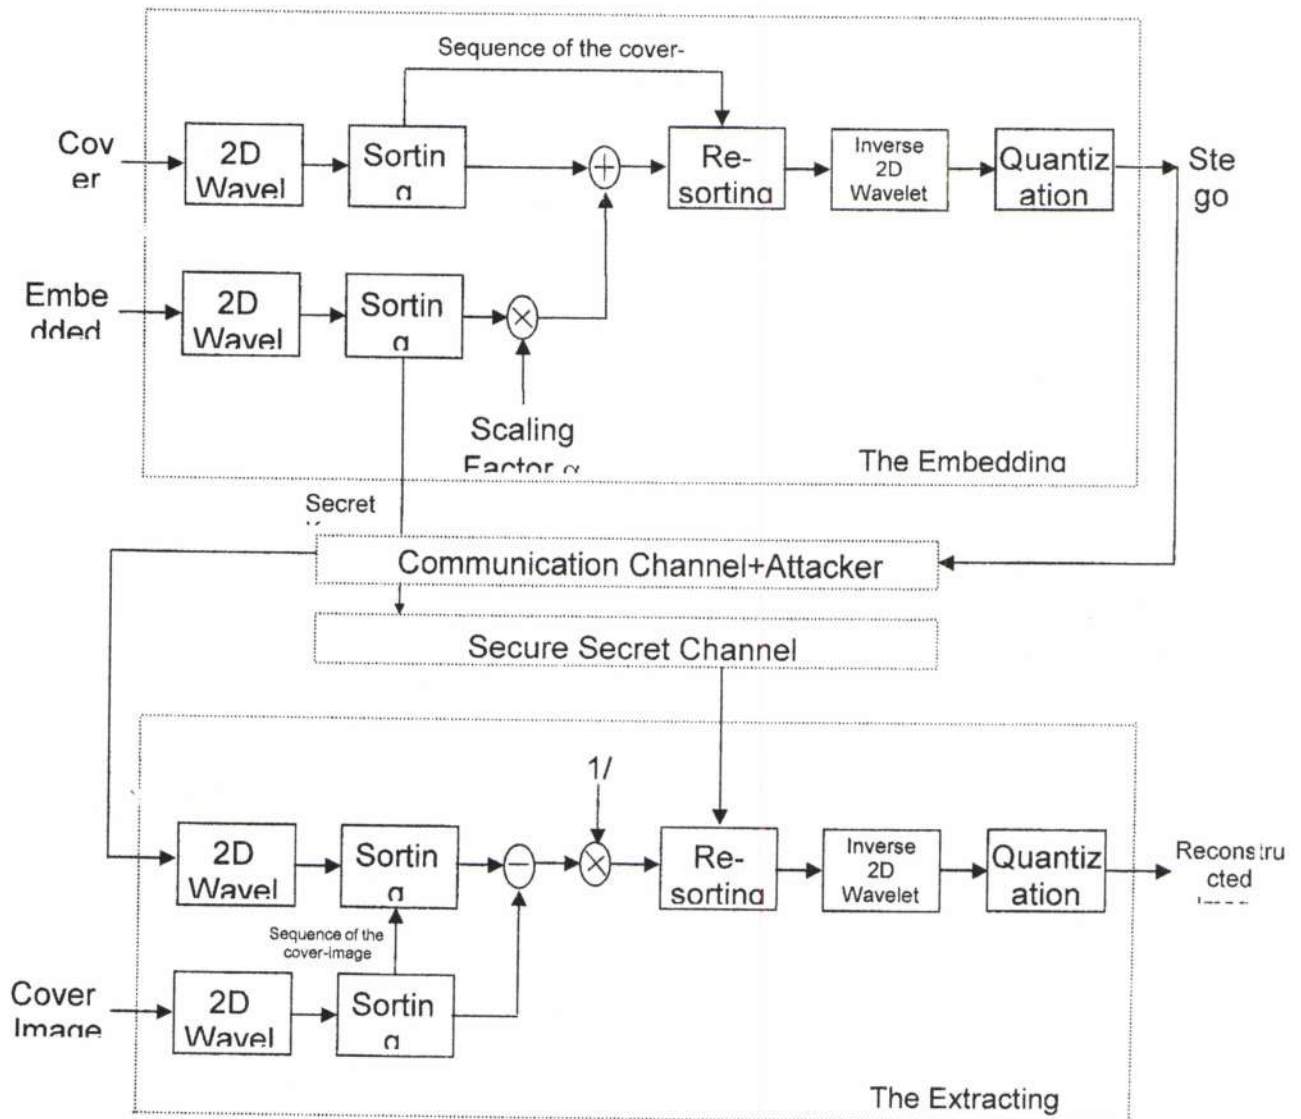 Sequence of the cover-
Cov
er
2D
Wavel
Sortin
g
Re-
sorting
Inverse
2D
Wavelet
Quantiz
ation
Ste
go
Embe
dded
2D
Wavel
Sortin
g
Scaling
Factor α
The Embedding
Secret
Communication Channel+Attacker
Secure Secret Channel
1/
2D
Wavel
Sortin
g
Re-
sorting
Inverse
2D
Wavelet
Quantiz
ation
Reconstru
cted
Sequence of the
cover-image
Cover
Image
2D
Wavel
Sortin
g
The Extracting